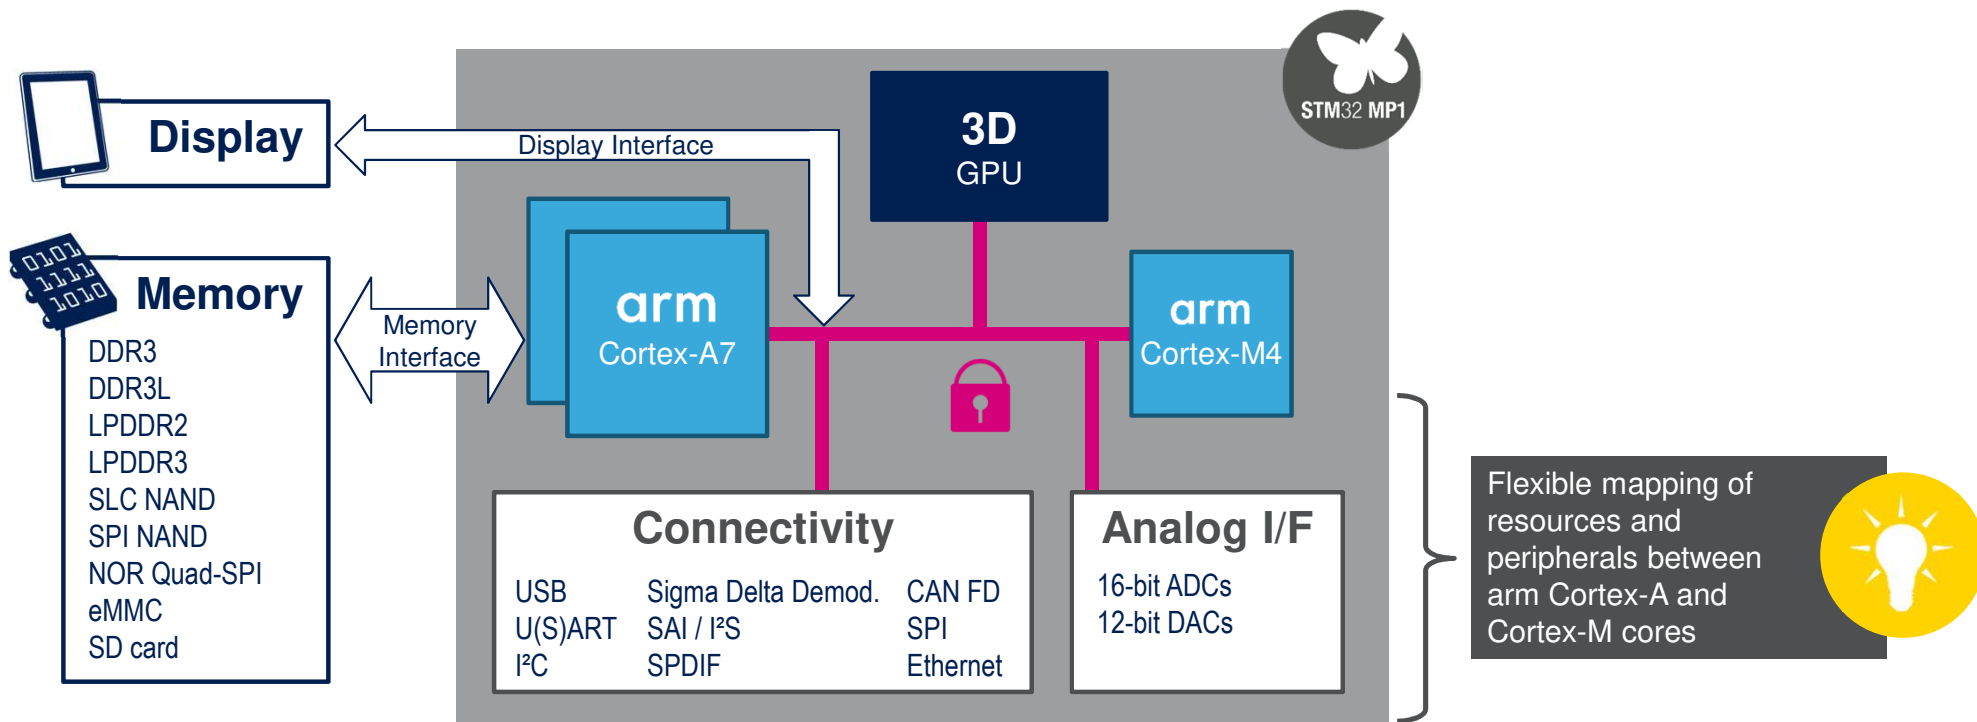 STM32 MP1
Display
Display Interface
3D
GPU
0101
1111
1010
Memory
DDR3
DDR3L
LPDDR2
LPDDR3
SLC NAND
SPI NAND
NOR Quad-SPI
eMMC
SD card
Memory
Interface
arm
Cortex-A7
arm
Cortex-M4
Connectivity
USB Sigma Delta Demod. CAN FD
U(S)ART SAI / I²S SPI
I²C SPDIF Ethernet
Analog I/F
16-bit ADCs
12-bit DACs
Flexible mapping of
resources and
peripherals between
arm Cortex-A and
Cortex-M cores